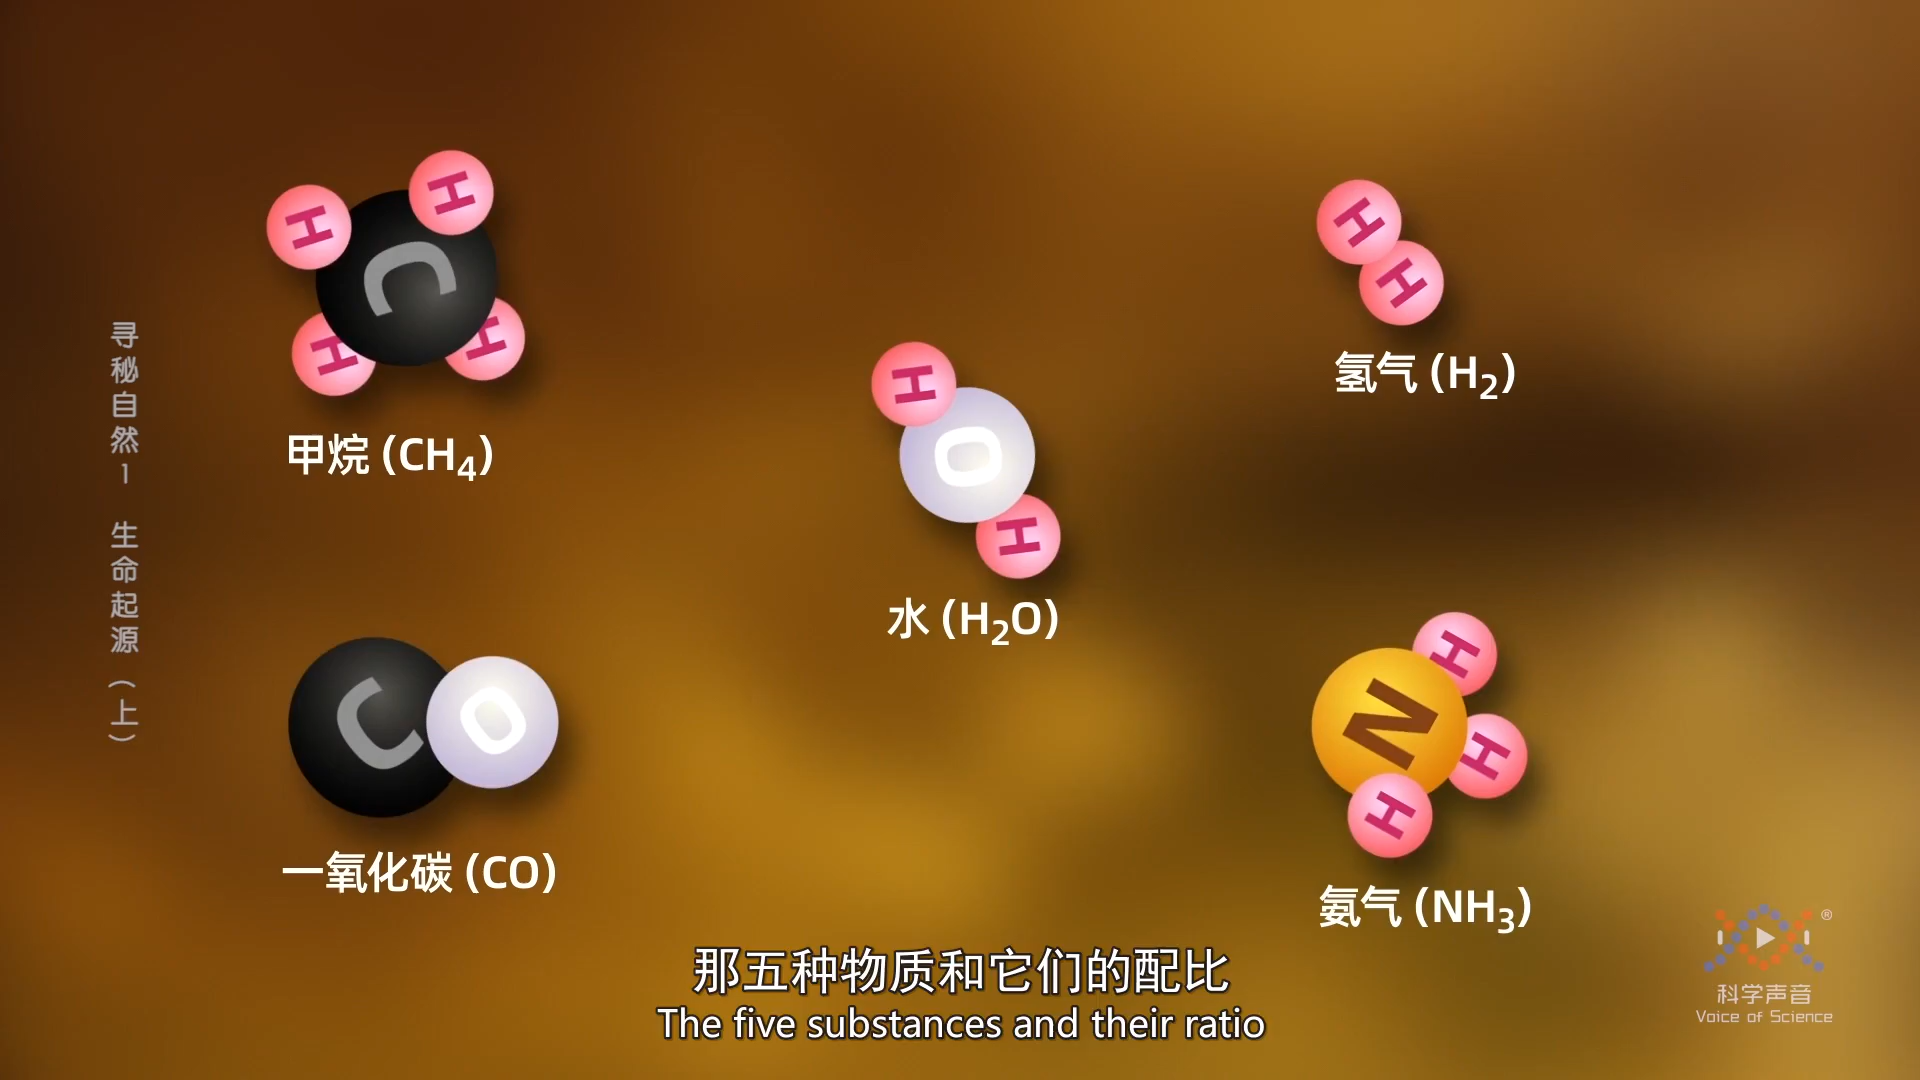 寻秘自然1 生命起源（上）
H
H
C
H
H
甲烷 (CH₄)
H
H
氢气 (H₂)
H
O
H
水 (H₂O)
C
O
一氧化碳 (CO)
H
N
H
H
氨气 (NH₃)
那五种物质和它们的配比
The five substances and their ratio
®
科学声音
Voice of Science